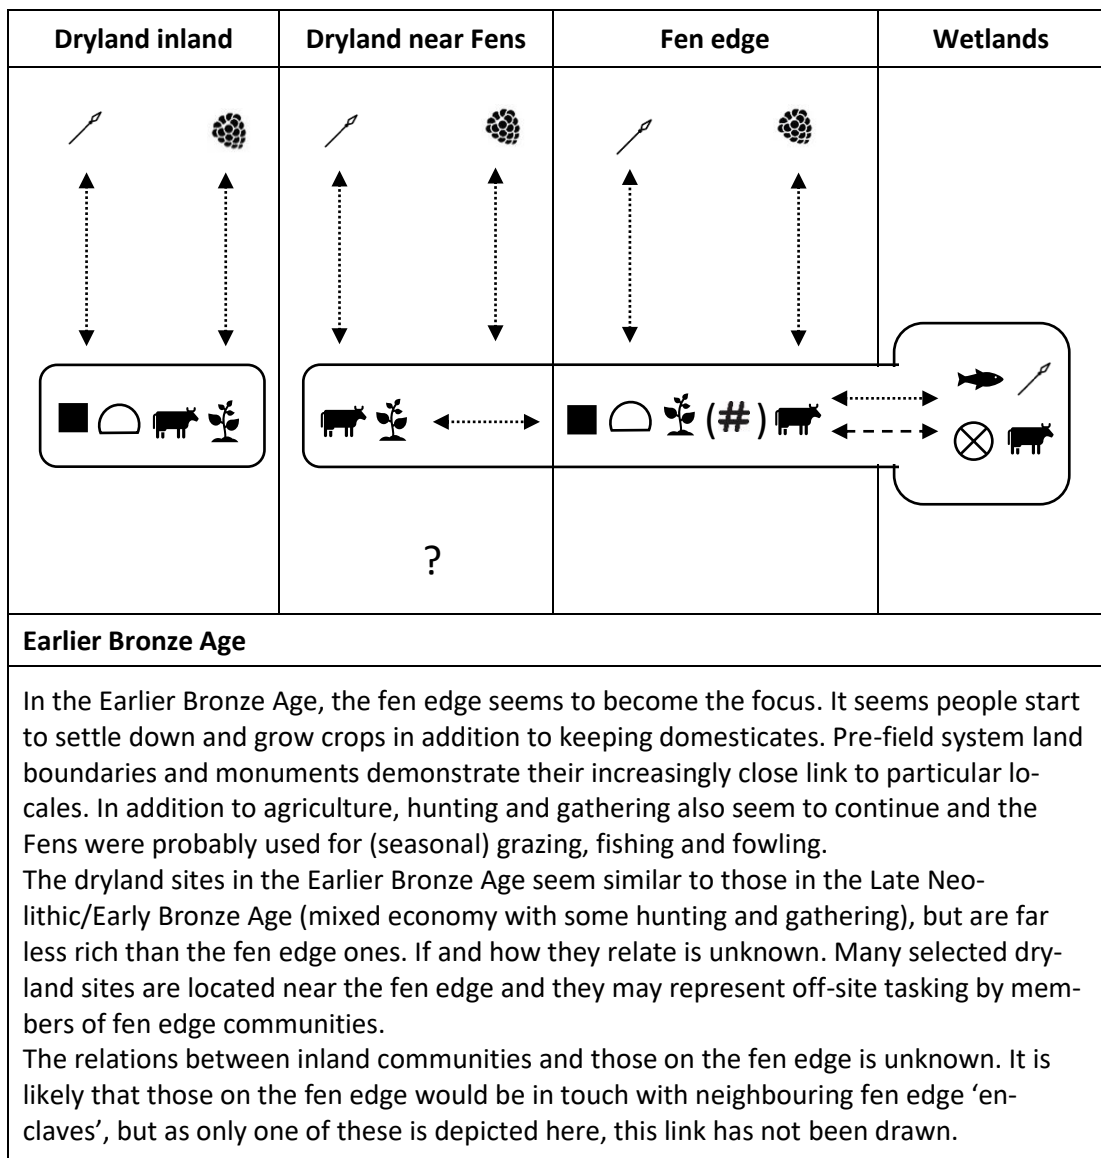 Dryland inland Dryland near Fens Fen edge Wetlands
(#)
?
Earlier Bronze Age
In the Earlier Bronze Age, the fen edge seems to become the focus. It seems people start
to settle down and grow crops in addition to keeping domesticates. Pre-field system land
boundaries and monuments demonstrate their increasingly close link to particular lo-
cales. In addition to agriculture, hunting and gathering also seem to continue and the
Fens were probably used for (seasonal) grazing, fishing and fowling.
The dryland sites in the Earlier Bronze Age seem similar to those in the Late Neo-
lithic/Early Bronze Age (mixed economy with some hunting and gathering), but are far
less rich than the fen edge ones. If and how they relate is unknown. Many selected dry-
land sites are located near the fen edge and they may represent off-site tasking by mem-
bers of fen edge communities.
The relations between inland communities and those on the fen edge is unknown. It is
likely that those on the fen edge would be in touch with neighbouring fen edge ‘en-
claves’, but as only one of these is depicted here, this link has not been drawn.